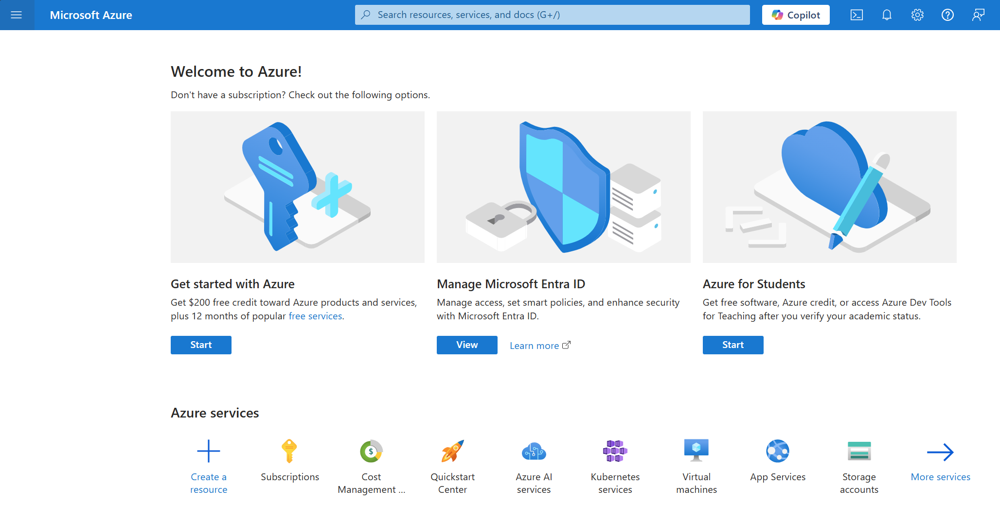 Microsoft Azure
Search resources, services, and docs (G+/)
Copilot
Welcome to Azure!
Don't have a subscription? Check out the following options.
Get started with Azure
Get $200 free credit toward Azure products and services,
plus 12 months of popular free services.
Start
Manage Microsoft Entra ID
Manage access, set smart policies, and enhance security
with Microsoft Entra ID.
View
Learn more
Azure for Students
Get free software, Azure credit, or access Azure Dev Tools
for Teaching after you verify your academic status.
Start
Azure services
Create a
resource
Subscriptions
Cost
Management ...
Quickstart
Center
Azure AI
services
Kubernetes
services
Virtual
machines
App Services
Storage
accounts
More services